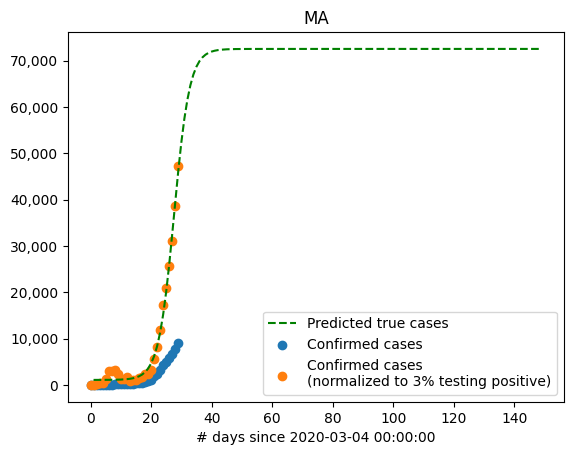 MA
70,000
60,000
50,000
40,000
30,000
20,000
10,000
0
Predicted true cases
Confirmed cases
Confirmed cases
(normalized to 3% testing positive)
0 20 40 60 80 100 120 140
# days since 2020-03-04 00:00:00